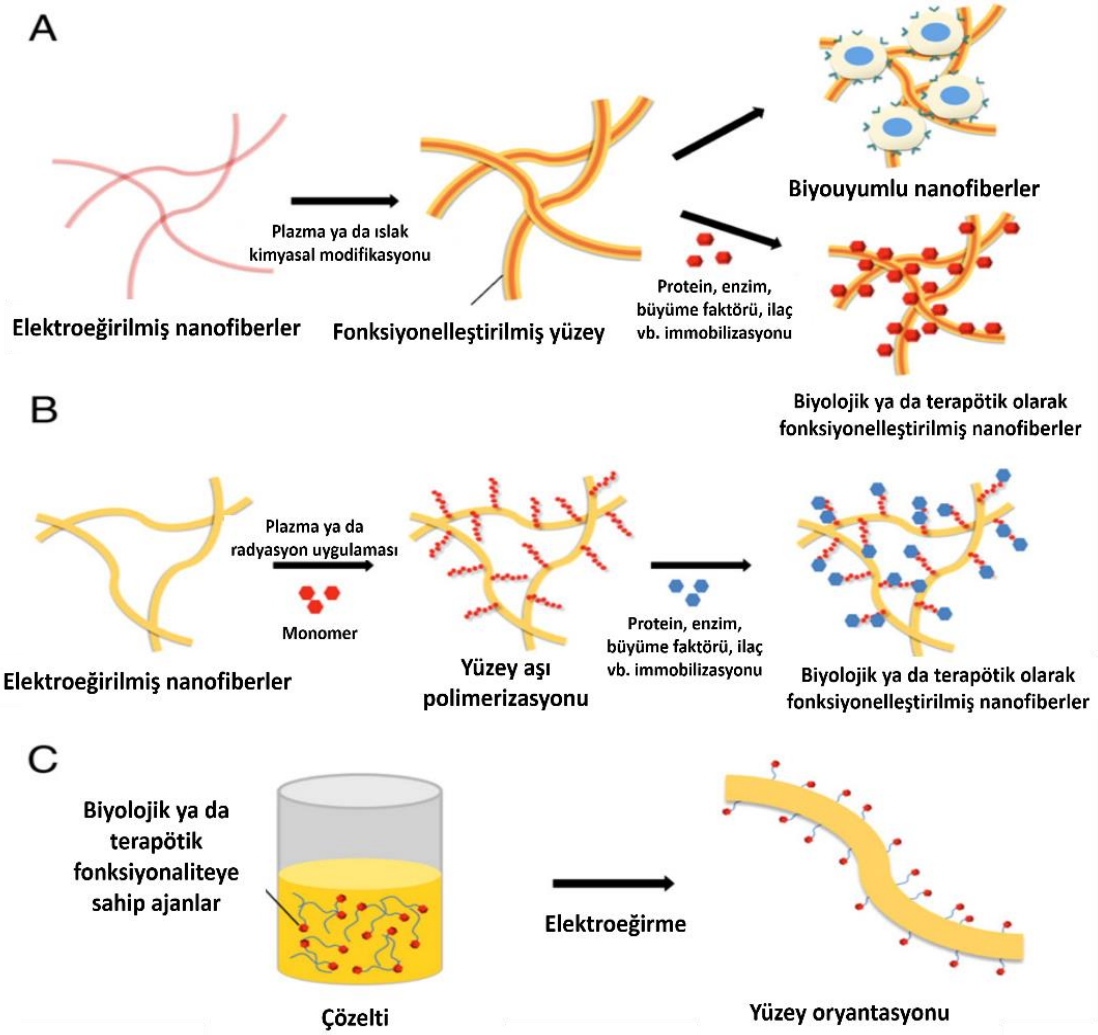 A
Biyouyumlu nanofiberler
Plazma ya da ıslak
kimyasal modifikasyonu
Elektroeğirilmiş nanofiberler
Fonksiyonelleştirilmiş yüzey
Protein, enzim,
büyüme faktörü, ilaç
vb. immobilizasyonu
Biyolojik ya da terapötik olarak
fonksiyonelleştirilmiş nanofiberler
B
Plazma ya da
radyasyon uygulaması
Monomer
Elektroeğirilmiş nanofiberler
Yüzey aşı
polimerizasyonu
Protein, enzim,
büyüme faktörü, ilaç
vb. immobilizasyonu
Biyolojik ya da terapötik olarak
fonksiyonelleştirilmiş nanofiberler
C
Biyolojik ya da
terapötik
fonksiyonaliteye
sahip ajanlar
Çözelti
Elektroeğirme
Yüzey oryantasyonu